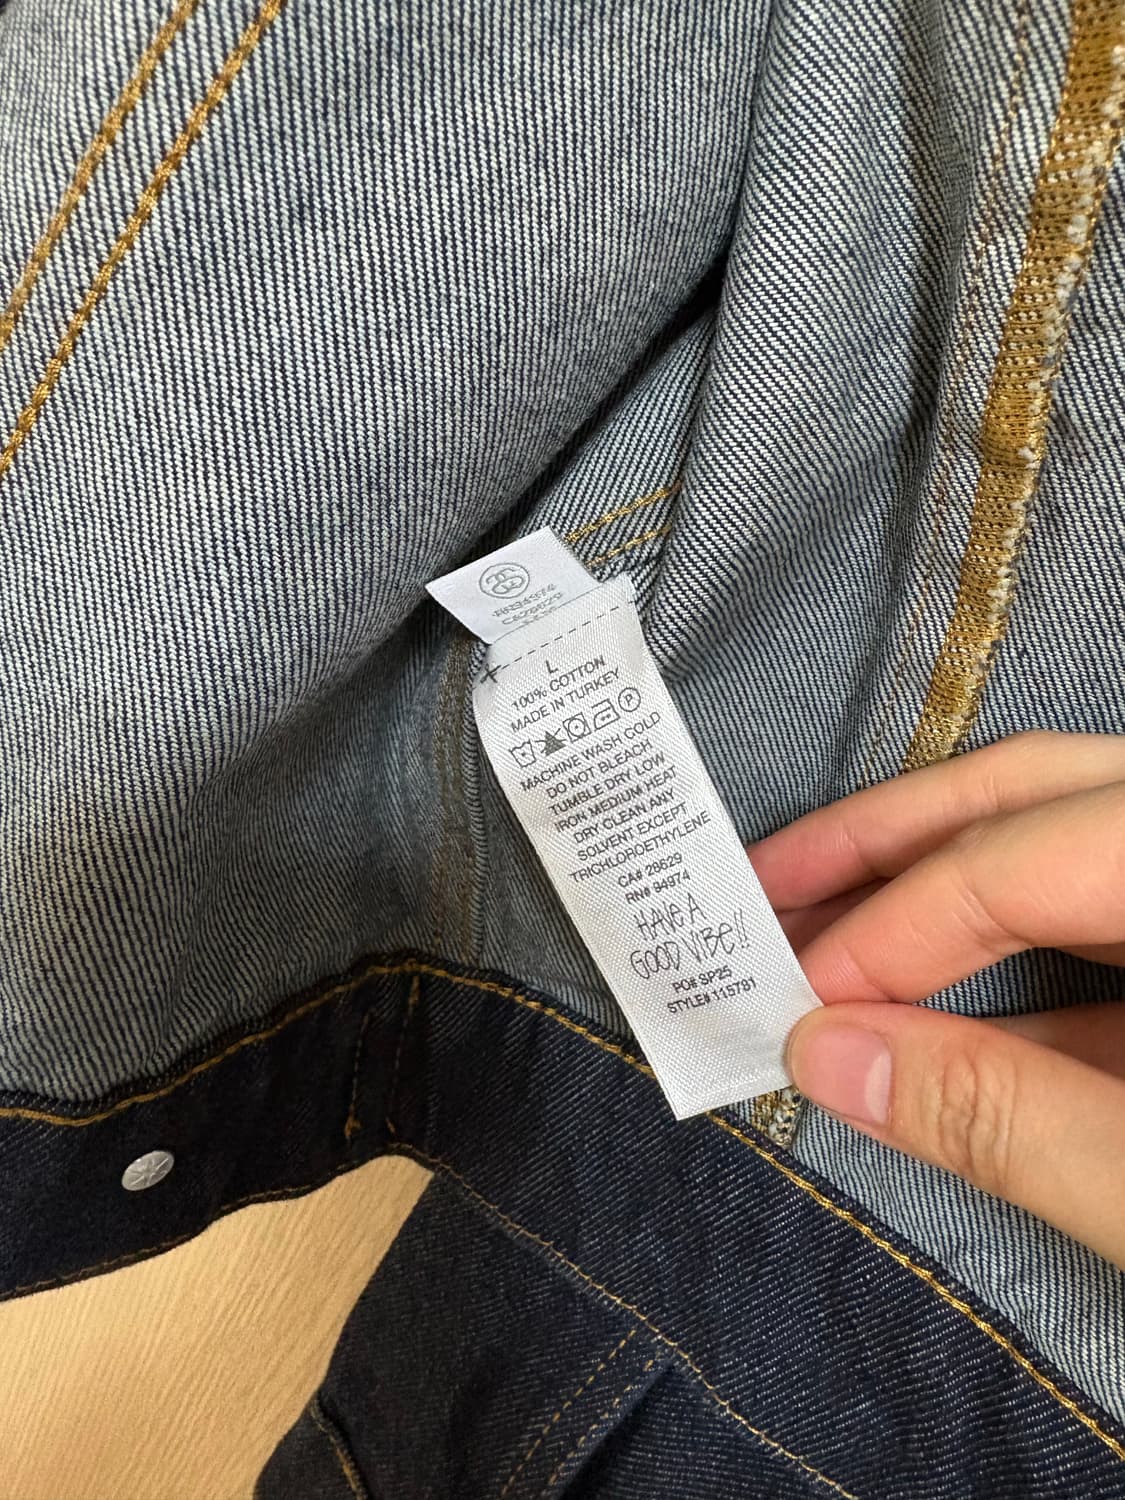 L
100% COTTON
MADE IN TURKEY
P
MACHINE WASH COLD
DO NOT BLEACH
TUMBLE DRY LOW
IRON MEDIUM HEAT
DRY CLEAN ANY
SOLVENT EXCEPT
TRICHLOROETHYLENE
CA# 28629
RN# 94974
HAVE A
GOOD VIBE!!
PO# SP25
STYLE# 115781